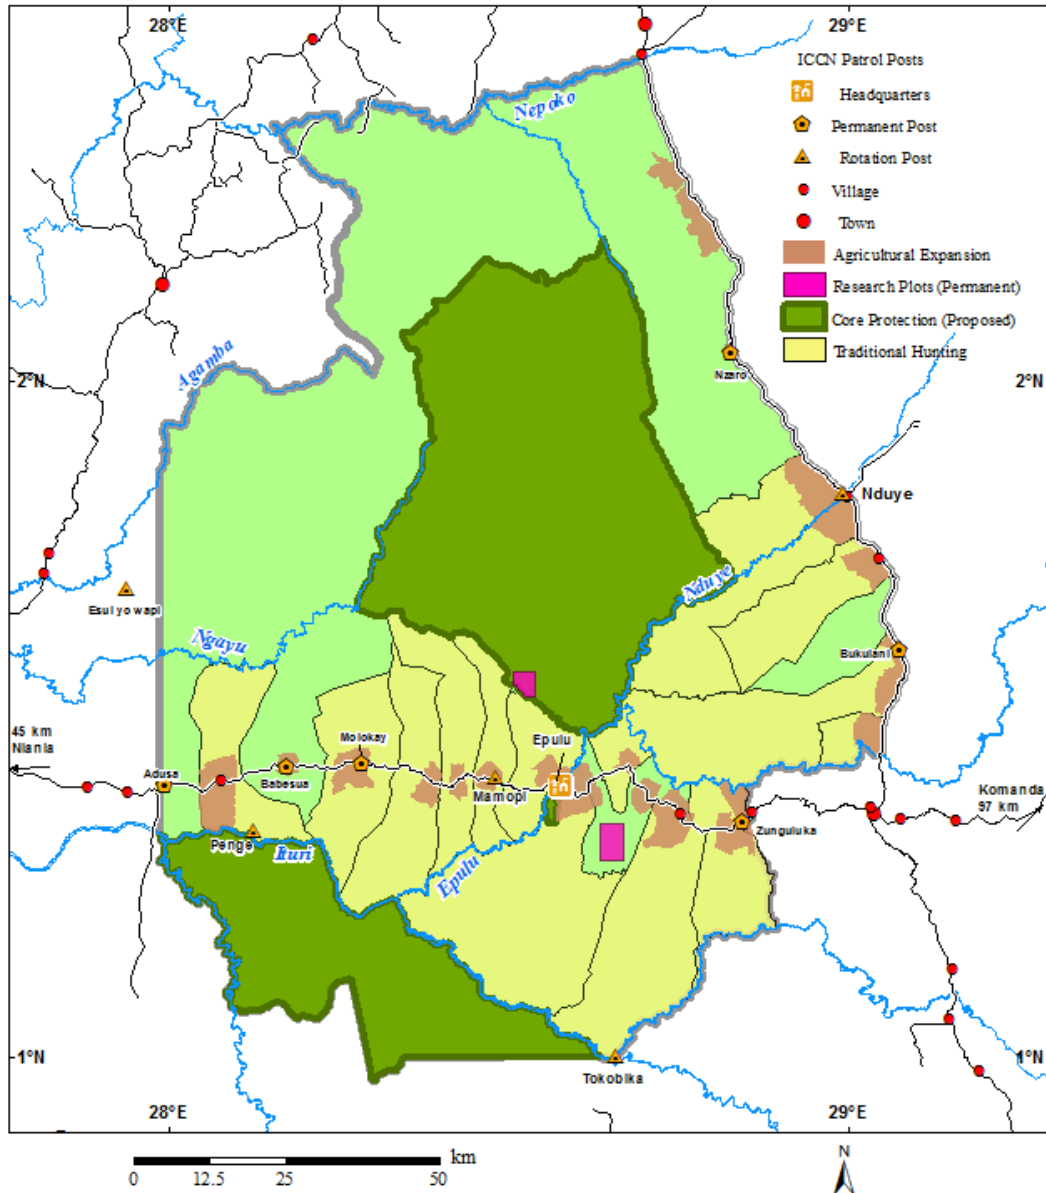 28°E
29°E
ICCN Patrol Posts
Headquarters
Permanent Post
Rotation Post
Village
Town
Agricultural Expansion
Research Plots (Permanent)
Core Protection (Proposed)
Traditional Hunting
Nepoko
Nzaro
Agamba
2°N
2°N
Nduye
Nduye
Esulyowapi
Ngayu
Bukulani
45 km
Niania
Molokay
Epulu
Adusa
Babesua
Mamopi
Komanda
97 km
Zunguluka
Penge
Ituri
Epulu
1°N
1°N
Tokobika
28°E
29°E
km
0
12.5
25
50
N